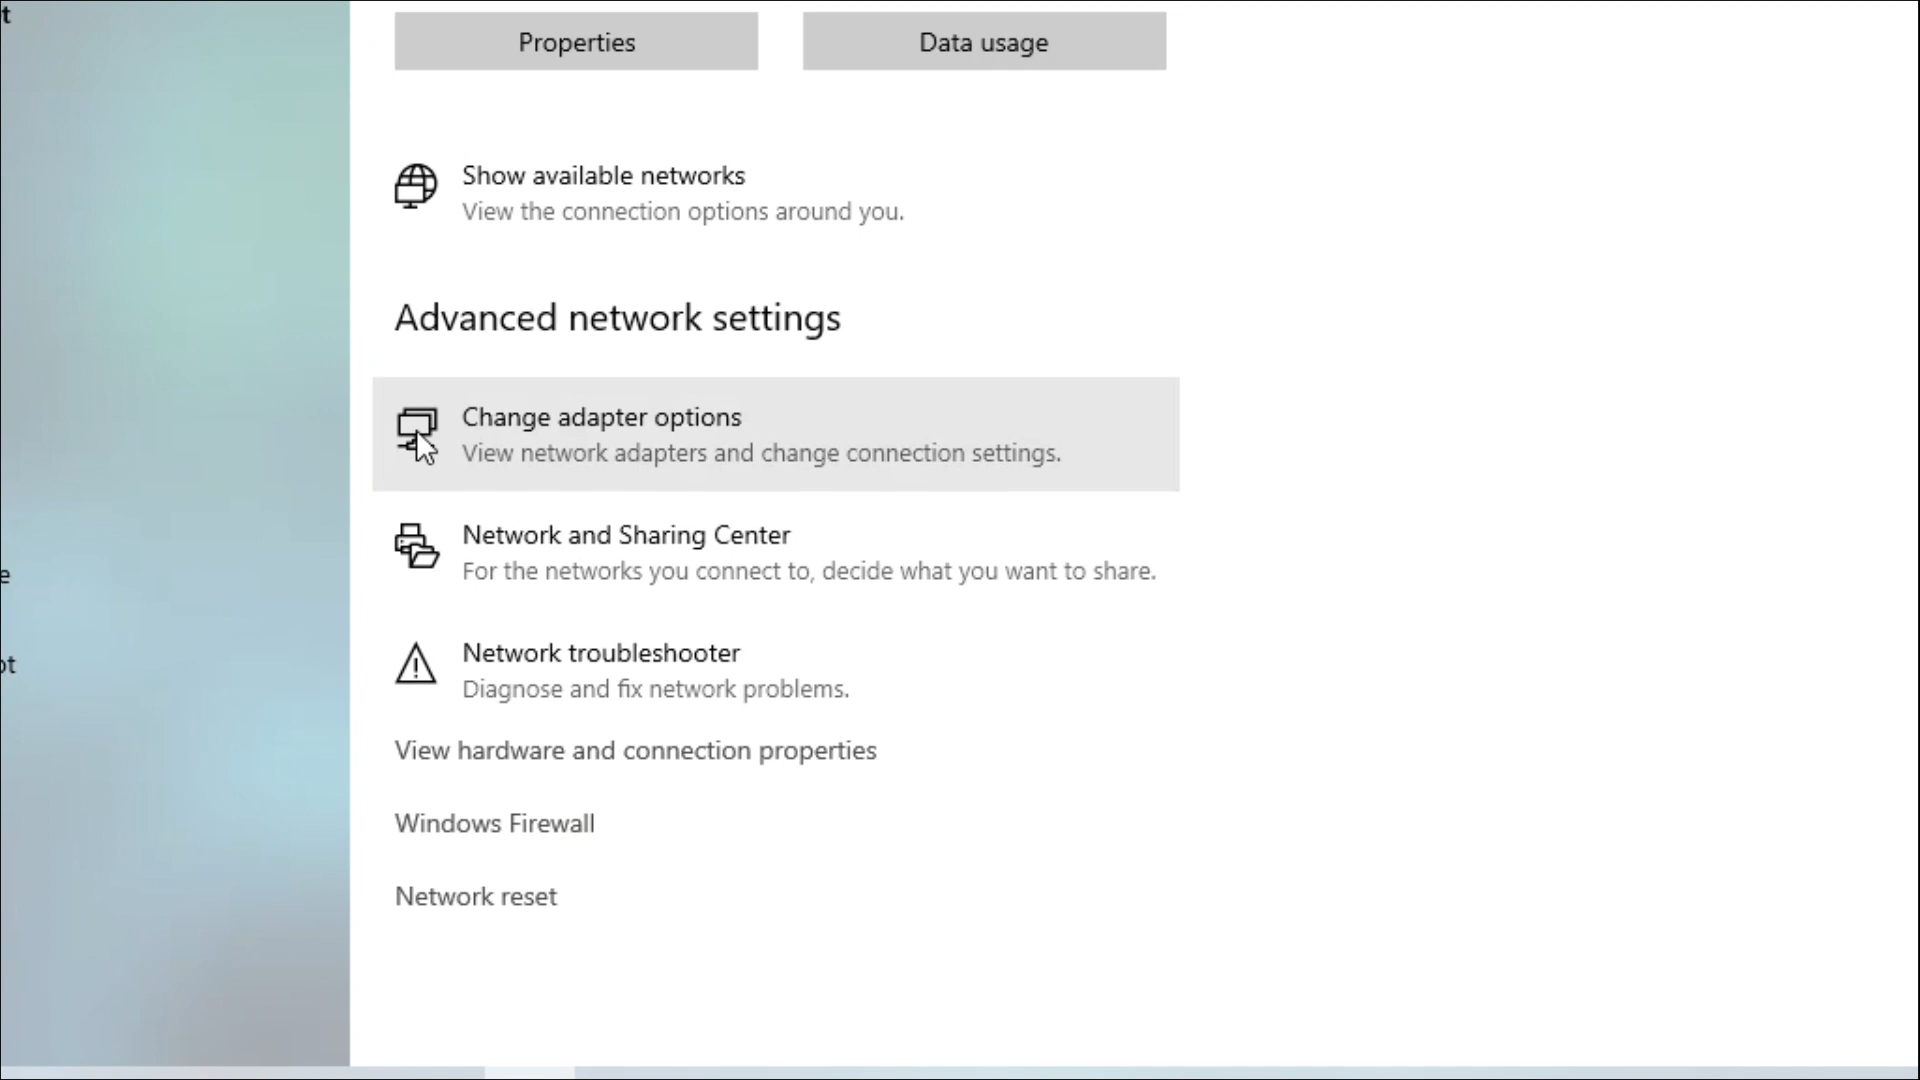 Properties
Data usage
Show available networks
View the connection options around you.
Advanced network settings
Change adapter options
View network adapters and change connection settings.
Network and Sharing Center
For the networks you connect to, decide what you want to share.
Network troubleshooter
Diagnose and fix network problems.
View hardware and connection properties
Windows Firewall
Network reset